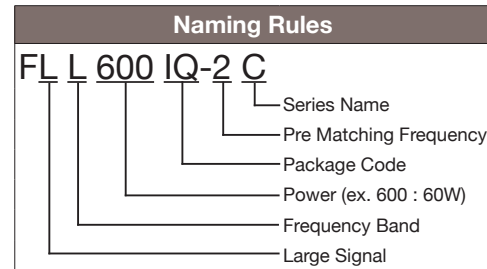 Naming Rules
FL L 600 IQ-2 C
Series Name
Pre Matching Frequency
Package Code
Power (ex. 600 : 60W)
Frequency Band
Large Signal